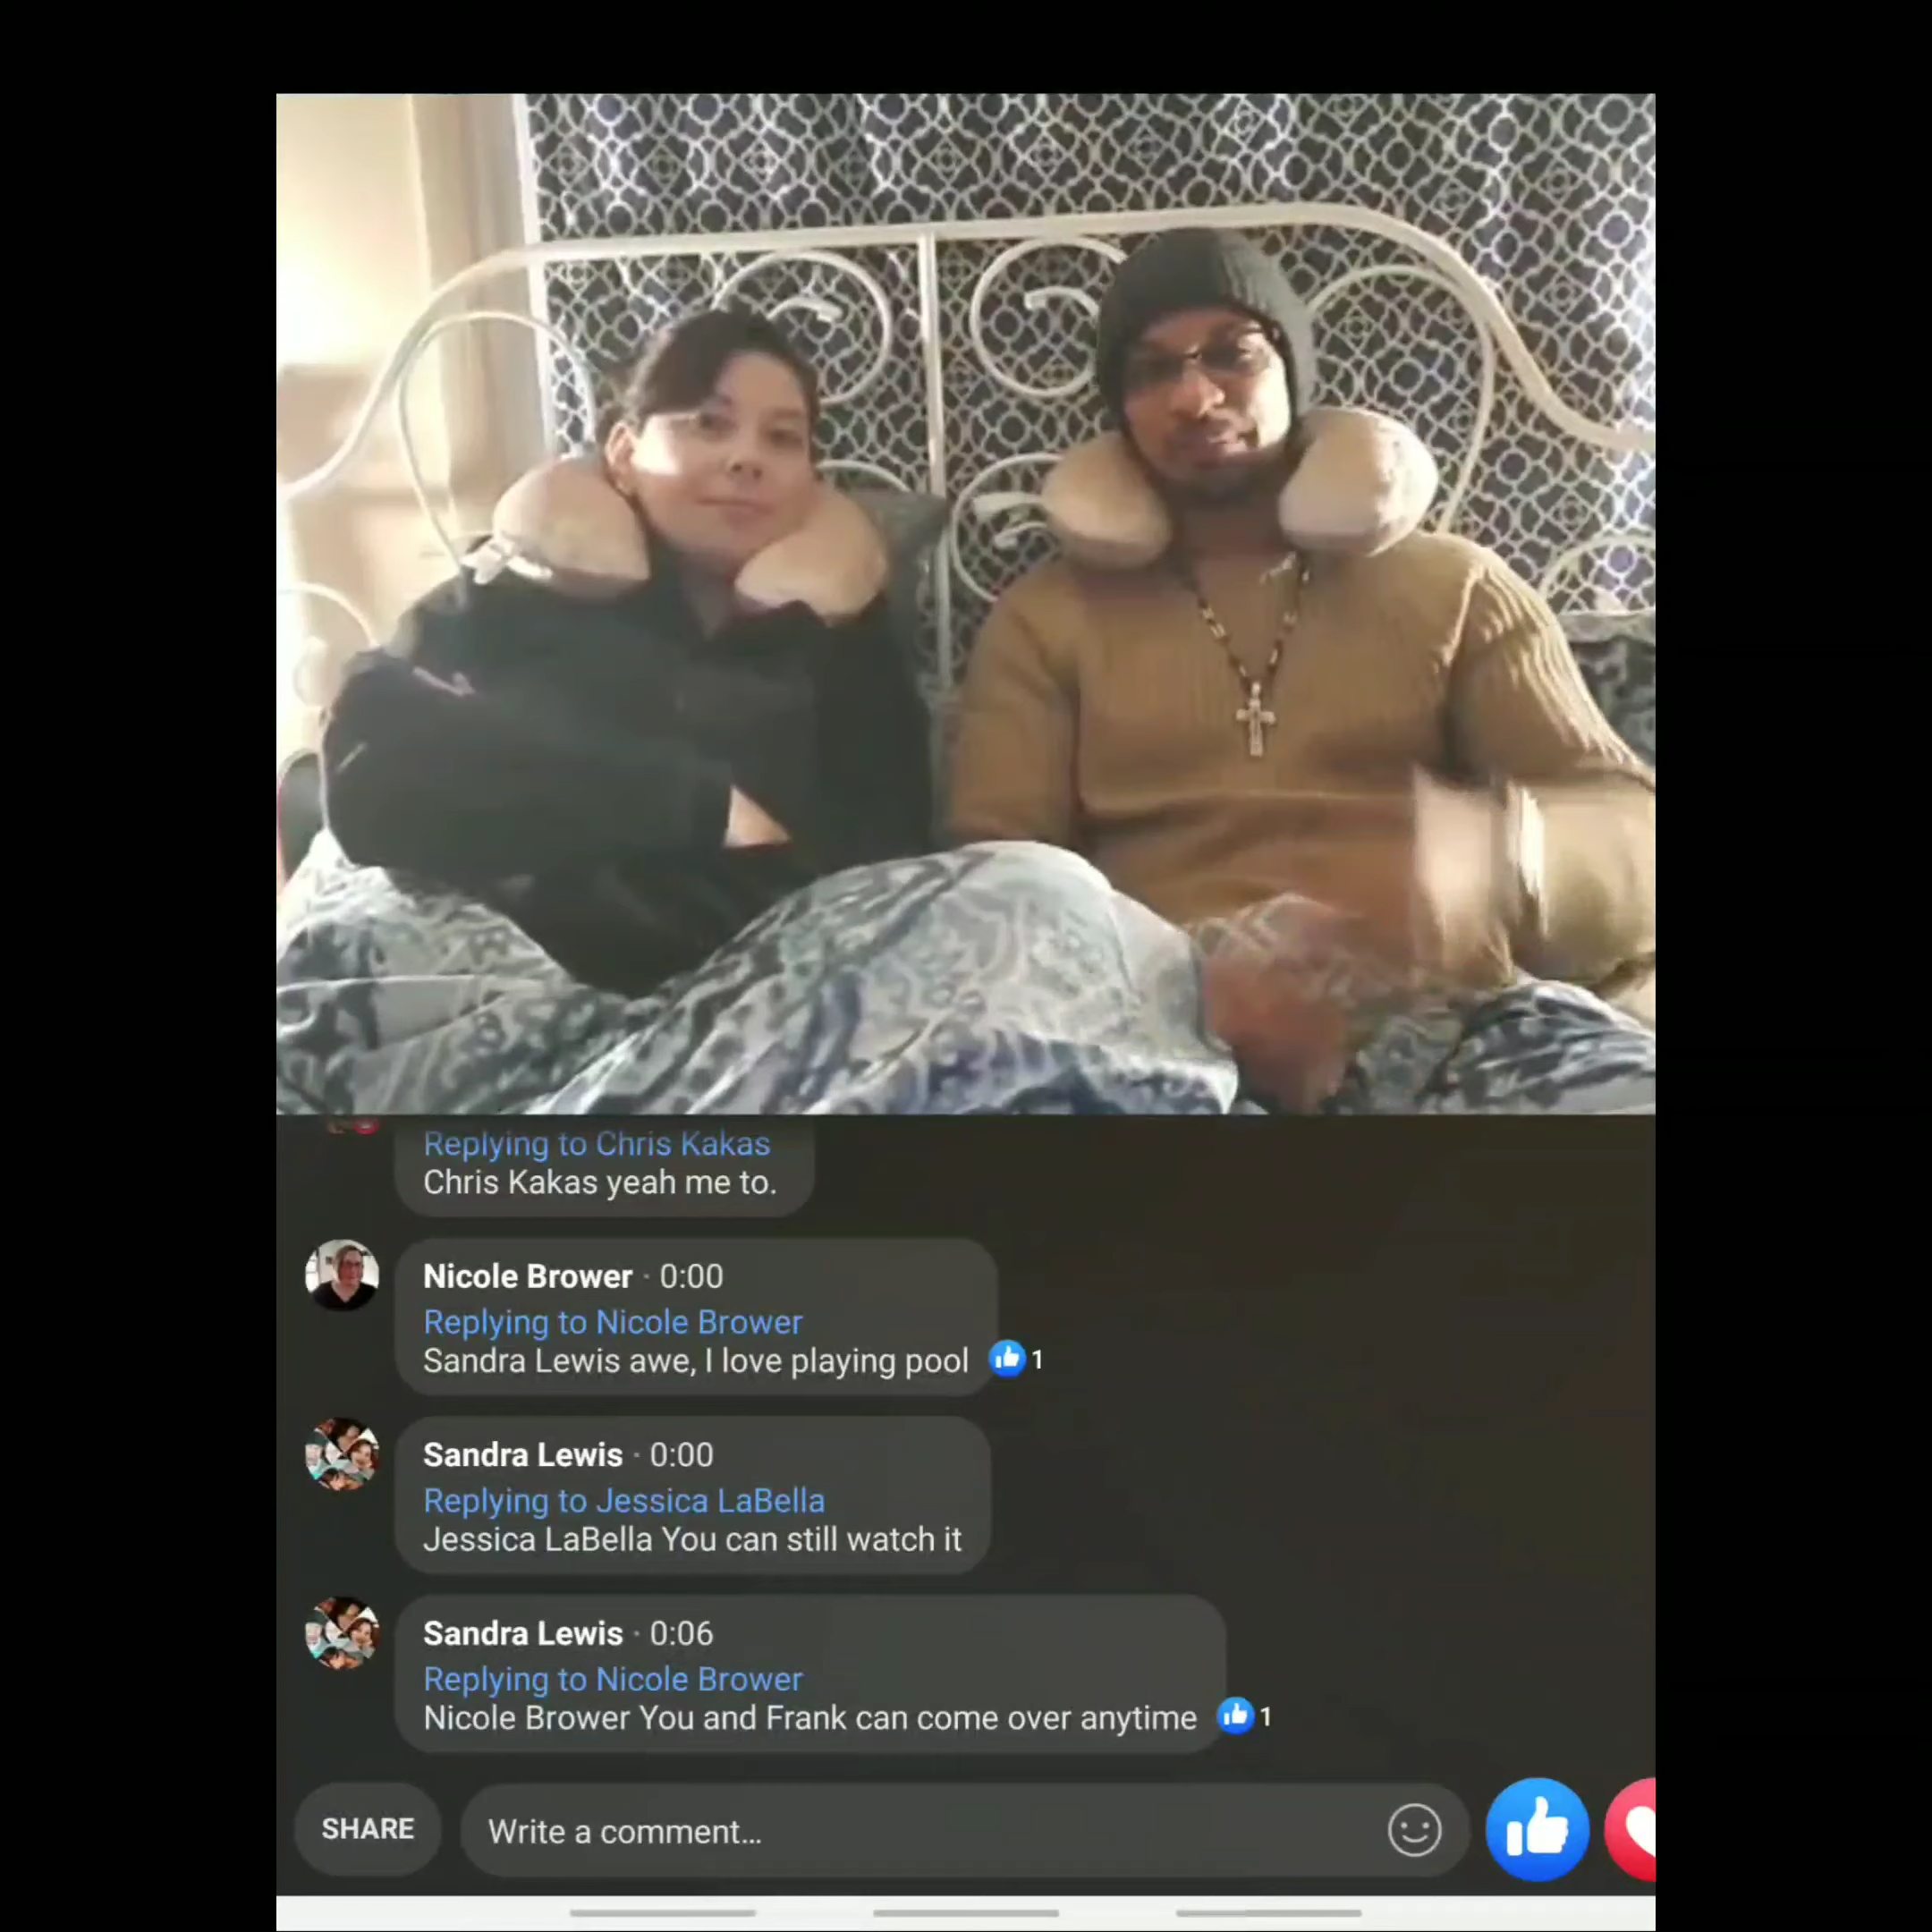 Replying to Chris Kakas
Chris Kakas yeah me to.
Nicole Brower · 0:00
Replying to Nicole Brower
Sandra Lewis awe, I love playing pool
1
Sandra Lewis · 0:00
Replying to Jessica LaBella
Jessica LaBella You can still watch it
Sandra Lewis · 0:06
Replying to Nicole Brower
Nicole Brower You and Frank can come over anytime
1
SHARE
Write a comment...